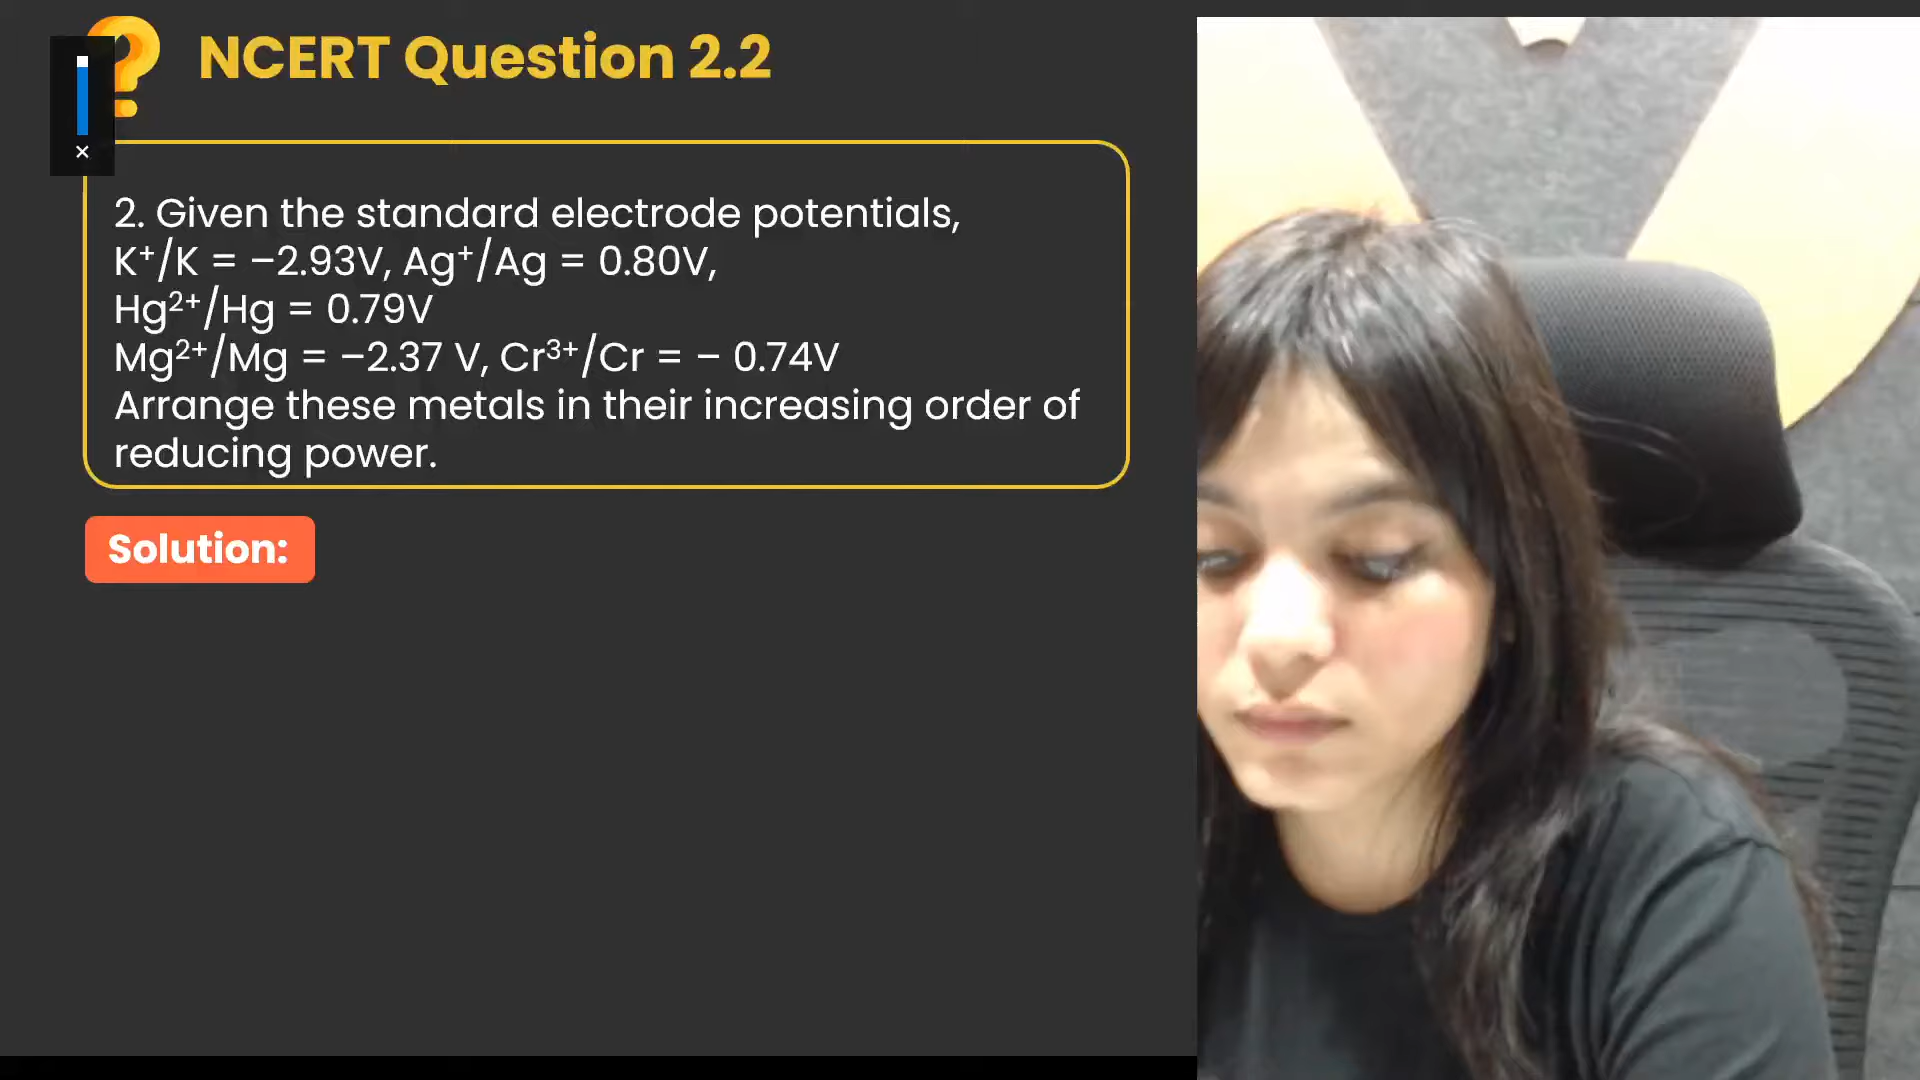 NCERT Question 2.2
2. Given the standard electrode potentials,
K⁺/K = –2.93V, Ag⁺/Ag = 0.80V,
Hg²⁺/Hg = 0.79V
Mg²⁺/Mg = –2.37 V, Cr³⁺/Cr = – 0.74V
Arrange these metals in their increasing order of
reducing power.
Solution: